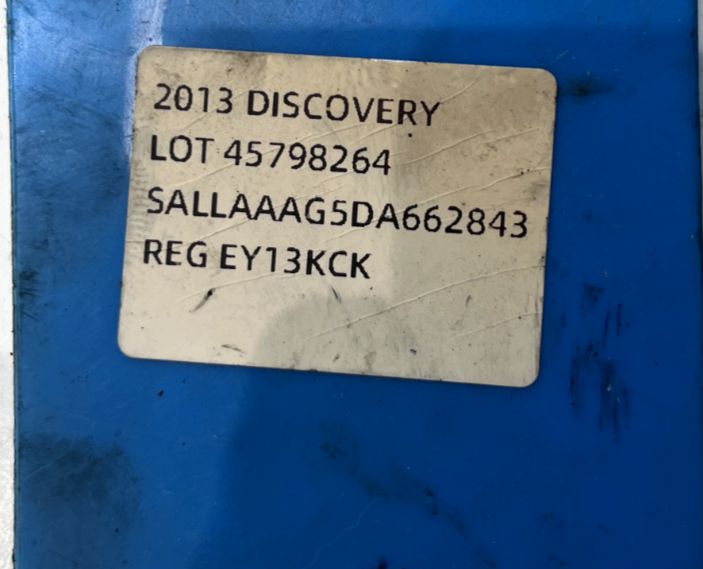 2013 DISCOVERY
LOT 45798264
SALLAAAG5DA662843
REG EY13KCK